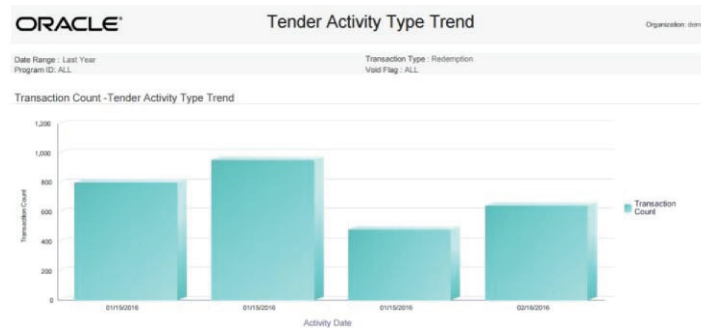 ORACLE®
Tender Activity Type Trend
Organization: dem
Date Range : Last Year
Transaction Type : Redemption
Program ID: ALL
Void Flag : ALL
Transaction Count -Tender Activity Type Trend
1,200
1,000
800
600
400
200
0
Transaction Count
01/15/2016
01/15/2016
01/15/2016
02/16/2016
Activity Date
Transaction
Count